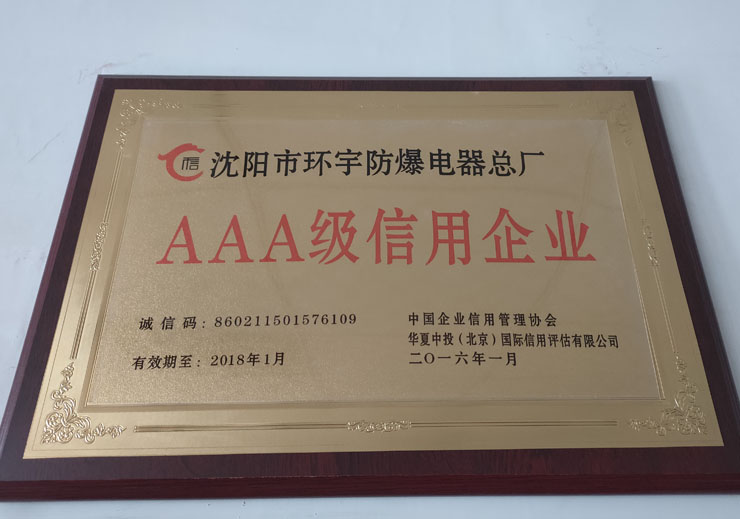 信 沈阳市环宇防爆电器总厂
AAA级信用企业
诚信码：860211501576109
有效期至：2018年1月
中国企业信用管理协会
华夏中投（北京）国际信用评估有限公司
二〇一六年一月